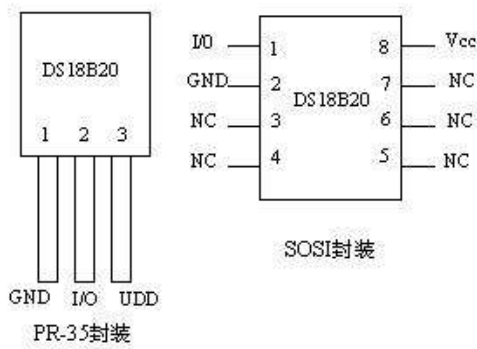 DS18B20
1 2 3
GND I/O UDD
PR-35封装
I/O 1 8 Vcc
GND 2 7 NC
DS18B20
NC 3 6 NC
NC 4 5 NC
SOSI封装